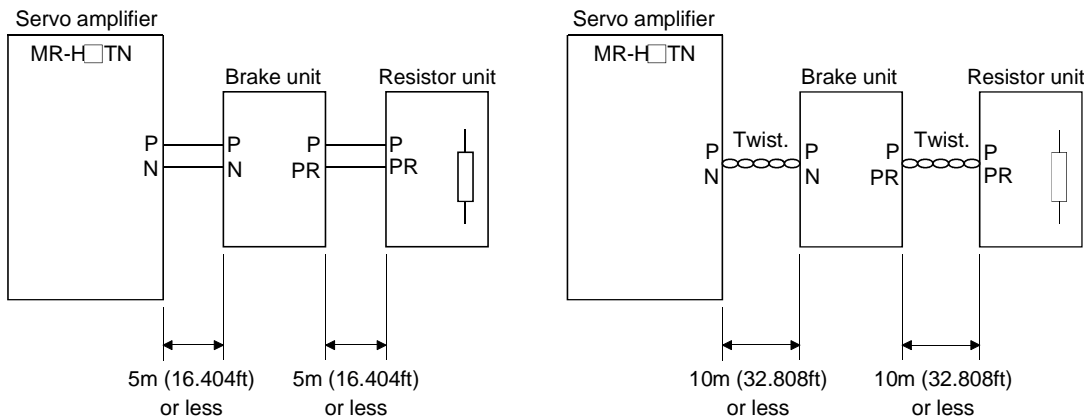 Servo amplifier
MR-H□TN
Brake unit
Resistor unit
P
N
P
N
P
PR
P
PR
5m (16.404ft)
or less
5m (16.404ft)
or less
Servo amplifier
MR-H□TN
Brake unit
Resistor unit
P
N
Twist.
P
N
P
PR
Twist.
P
PR
10m (32.808ft)
or less
10m (32.808ft)
or less